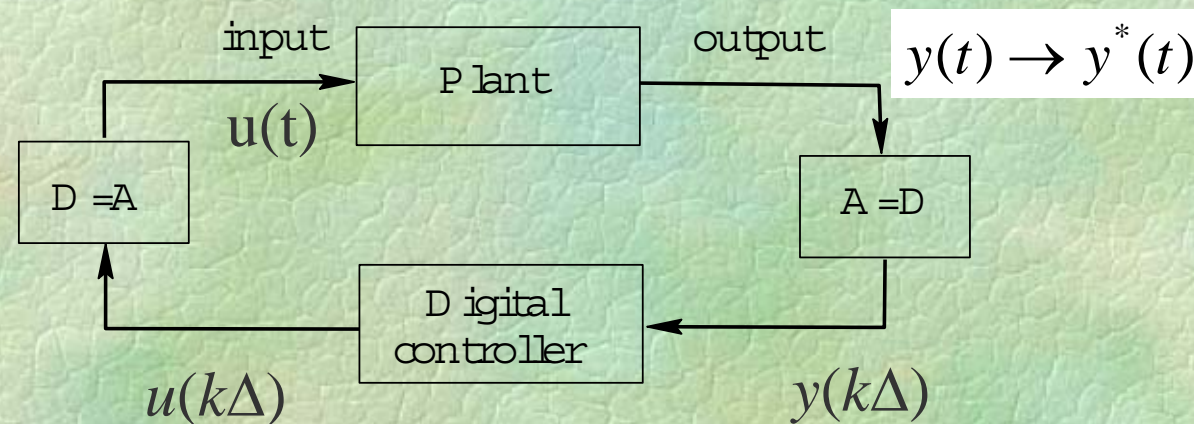 input
output
y(t) → y*(t)
Plant
u(t)
D=A
A=D
Digital
controller
u(kΔ)
y(kΔ)